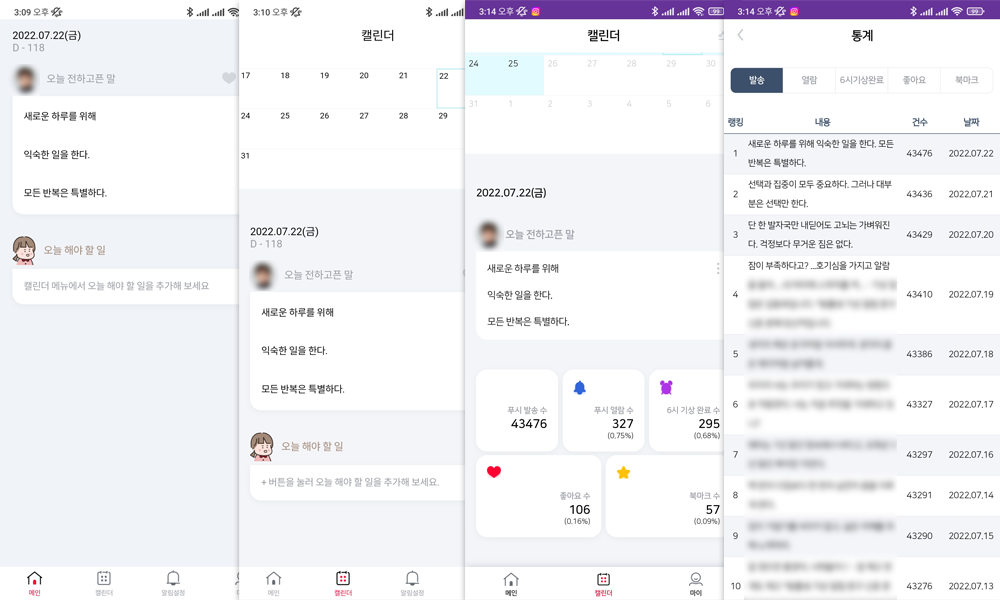 3:09 오후
2022.07.22(금)
D - 118
오늘 전하고픈 말
새로운 하루를 위해
익숙한 일을 한다.
모든 반복은 특별하다.
오늘 해야 할 일
캘린더 메뉴에서 오늘 해야 할 일을 추가해 보세요
메인
캘린더
알림설정
3:10 오후
캘린더
17 18 19 20 21 22
24 25 26 27 28 29
31
2022.07.22(금)
D - 118
오늘 전하고픈 말
새로운 하루를 위해
익숙한 일을 한다.
모든 반복은 특별하다.
오늘 해야 할 일
+ 버튼을 눌러 오늘 해야 할 일을 추가해 보세요.
메인
캘린더
알림설정
3:14 오후
99
캘린더
24 25 26 27 28 29 30
31 1 2 3 4 5 6
2022.07.22(금)
오늘 전하고픈 말
새로운 하루를 위해
익숙한 일을 한다.
모든 반복은 특별하다.
푸시 발송 수
43476
푸시 열람 수
327
(0.75%)
6시 기상 완료 수
295
(0.68%)
좋아요 수
106
(0.16%)
북마크 수
57
(0.09%)
메인
캘린더
마이
3:14 오후
99
통계
발송 열람 6시기상완료 좋아요 북마크
랭킹 내용 건수 날짜
1 새로운 하루를 위해 익숙한 일을 한다. 모든 43476 2022.07.22
반복은 특별하다.
2 선택과 집중이 모두 중요하다. 그러나 대부 43436 2022.07.21
분은 선택만 한다.
3 단 한 발자국만 내딛어도 고뇌는 가벼워진 43429 2022.07.20
다. 걱정보다 무거운 짐은 없다.
잠이 부족하다고? ...호기심을 가지고 알람
4 43410 2022.07.19
5 43386 2022.07.18
6 43327 2022.07.17
7 43297 2022.07.16
8 43291 2022.07.14
9 43290 2022.07.15
10 43276 2022.07.13